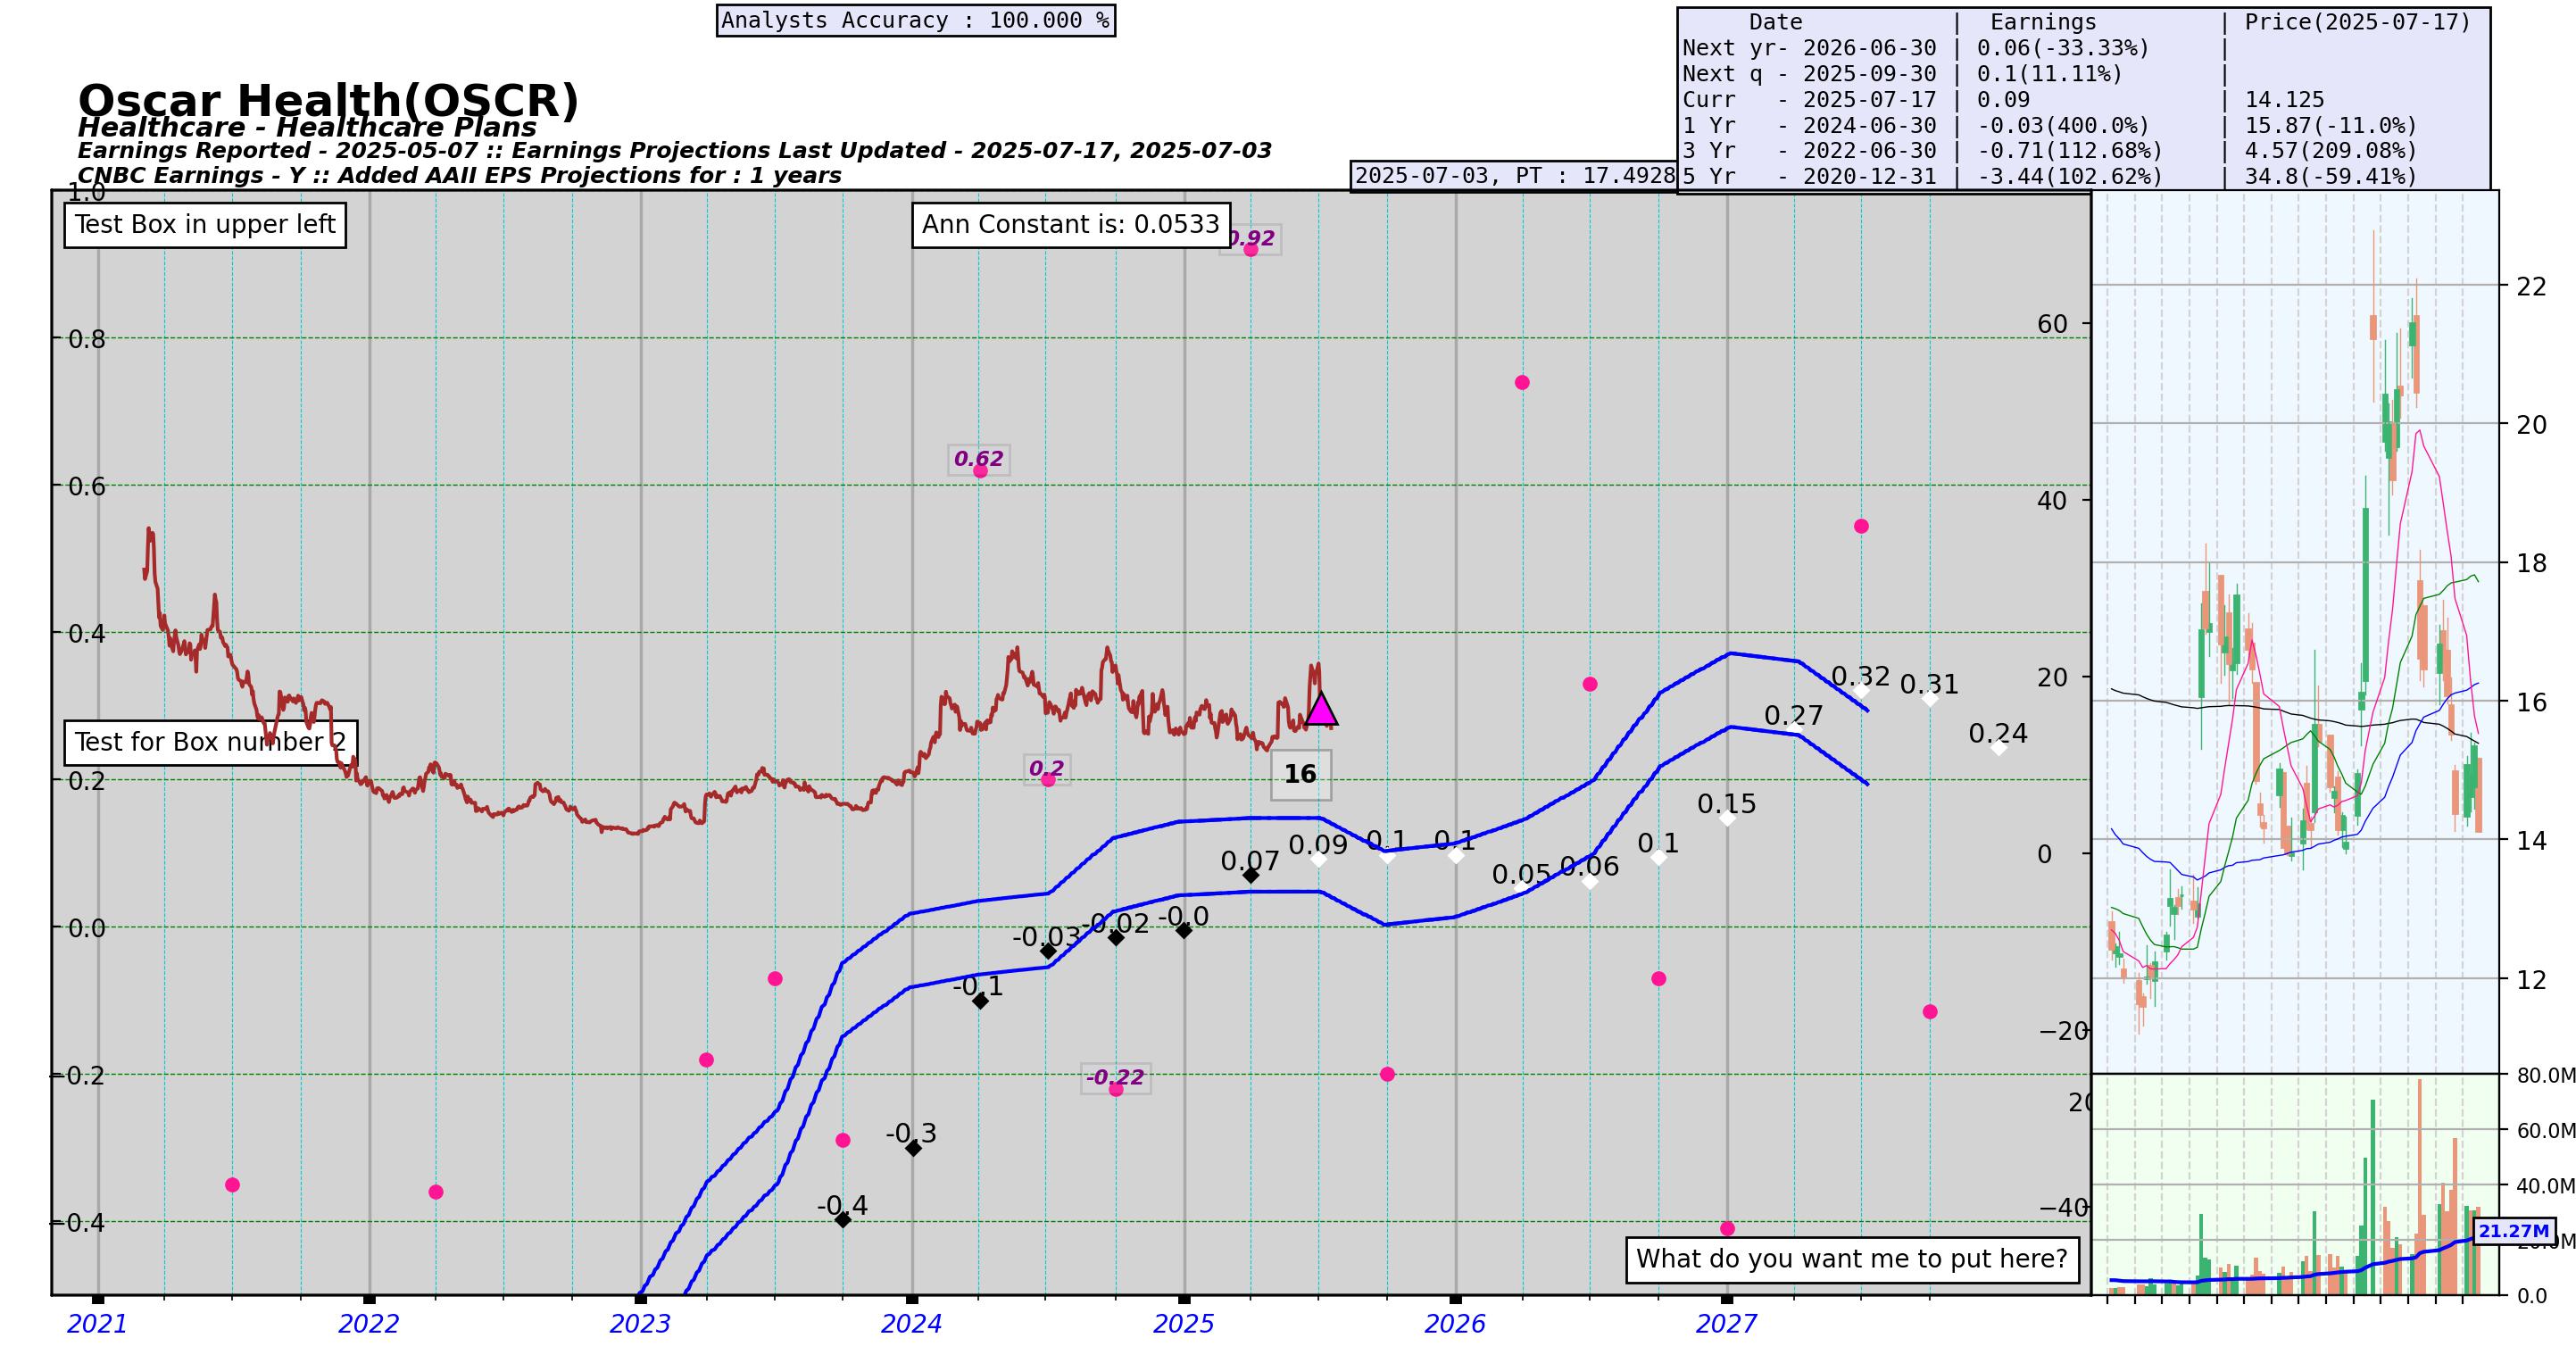 Analysts Accuracy : 100.000 %
Date | Earnings | Price(2025-07-17)
Next yr- 2026-06-30 | 0.06(-33.33%) |
Next q - 2025-09-30 | 0.1(11.11%) |
Curr - 2025-07-17 | 0.09 | 14.125
1 Yr - 2024-06-30 | -0.03(400.0%) | 15.87(-11.0%)
3 Yr - 2022-06-30 | -0.71(112.68%) | 4.57(209.08%)
5 Yr - 2020-12-31 | -3.44(102.62%) | 34.8(-59.41%)
Oscar Health(OSCR)
Healthcare - Healthcare Plans
Earnings Reported - 2025-05-07 :: Earnings Projections Last Updated - 2025-07-17, 2025-07-03
CNBC Earnings - Y :: Added AAII EPS Projections for : 1 years
2025-07-03, PT : 17.4928
1.0
Test Box in upper left
Ann Constant is: 0.0533
0.92
22
0.8
60
20
0.62
0.6
40
18
0.4
0.32
0.31
20
16
0.27
0.24
Test for Box number 2
0.2
0.2
16
0.15
14
0.09
0.1
0.1
0.1
0.07
0.05
0.06
0
0.0
-0.03
-0.02
-0.0
12
-0.1
−20
−0.2
-0.22
80.0M
20
-0.3
60.0M
40.0M
-0.4
−0.4
−40
21.27M
What do you want me to put here?
0.0
2021
2022
2023
2024
2025
2026
2027